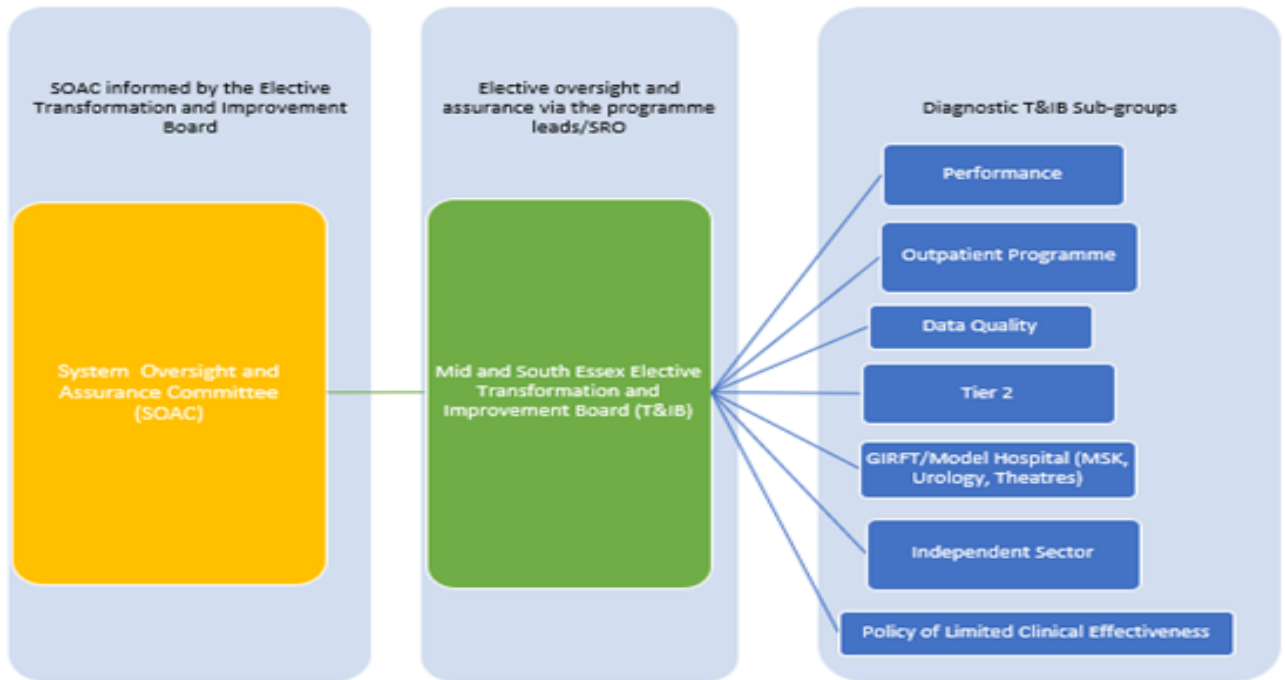 SOAC informed by the Elective
Transformation and Improvement
Board
System  Oversight and
Assurance Committee
(SOAC)
Elective oversight and
assurance via the programme
leads/SRO
Mid and South Essex Elective
Transformation and
Improvement Board (T&IB)
Diagnostic T&IB Sub-groups
Performance
Outpatient Programme
Data Quality
Tier 2
GIRFT/Model Hospital (MSK,
Urology, Theatres)
Independent Sector
Policy of Limited Clinical Effectiveness